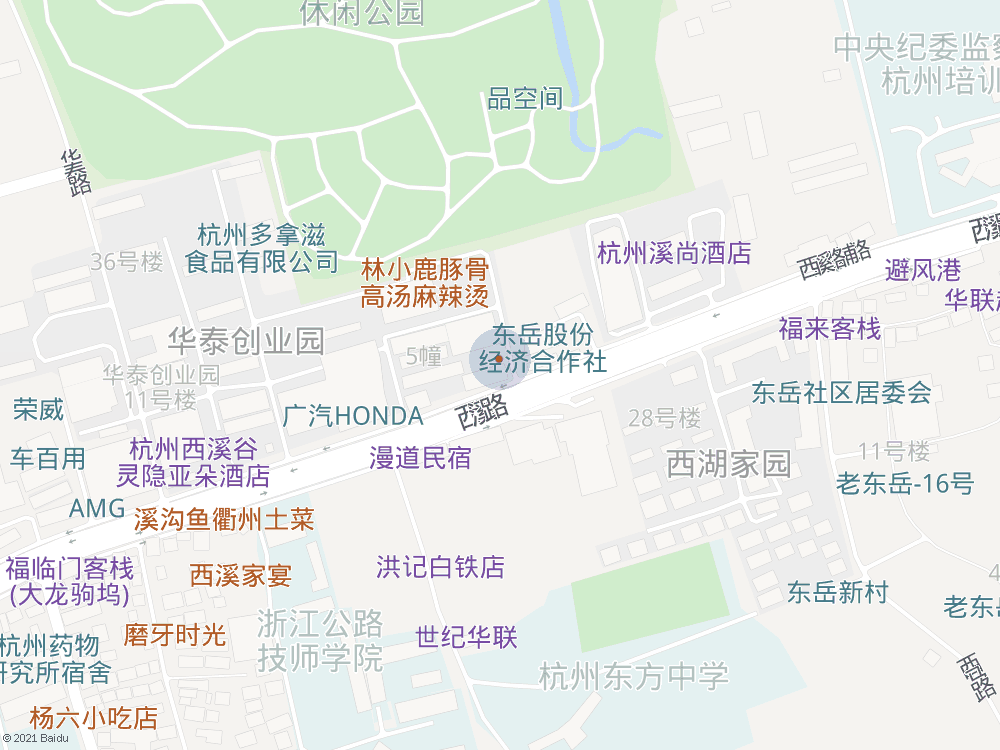 休闲公园
中央纪委监察
杭州培训
品空间
华泰路
杭州多拿滋
食品有限公司
36号楼
林小鹿豚骨
高汤麻辣烫
杭州溪尚酒店
西溪路
西溪路辅路
避风港
华联超
福来客栈
华泰创业园
东岳股份
经济合作社
5幢
华泰创业园
11号楼
荣威
广汽HONDA
西溪路
28号楼
东岳社区居委会
车百用
杭州西溪谷
灵隐亚朵酒店
漫道民宿
西湖家园
11号楼
老东岳-16号
AMG
溪沟鱼衢州土菜
福临门客栈
(大龙驹坞)
西溪家宴
洪记白铁店
东岳新村
老东岳
磨牙时光
浙江公路
技师学院
世纪华联
杭州东方中学
杭州药物
研究所宿舍
杨六小吃店
© 2021 Baidu